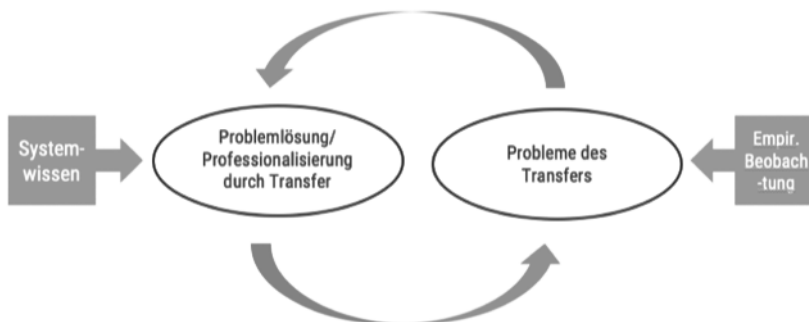 System-
wissen
Problemlösung/
Professionalisierung
durch Transfer
Probleme des
Transfers
Empir.
Beobach
-tung